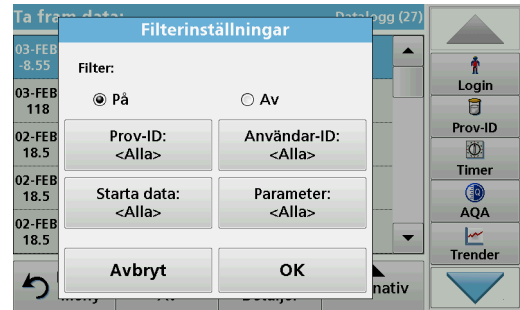 Ta fram data:
Datalogg (27)
Filterinställningar
03-FEB
-8.55
Filter:
På
Av
03-FEB
118
Prov-ID:
<Alla>
Användar-ID:
<Alla>
02-FEB
18.5
Starta data:
<Alla>
Parameter:
<Alla>
02-FEB
18.5
02-FEB
18.5
Avbryt
OK
Login
Prov-ID
Timer
AQA
Trender